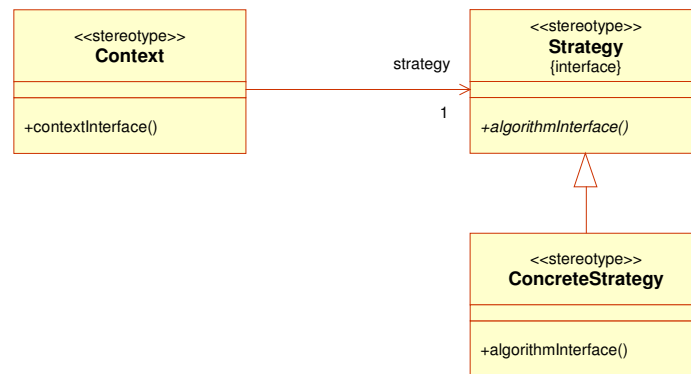 <<stereotype>>
Context
+contextInterface()
strategy
1
<<stereotype>>
Strategy
{interface}
+algorithmInterface()
<<stereotype>>
ConcreteStrategy
+algorithmInterface()